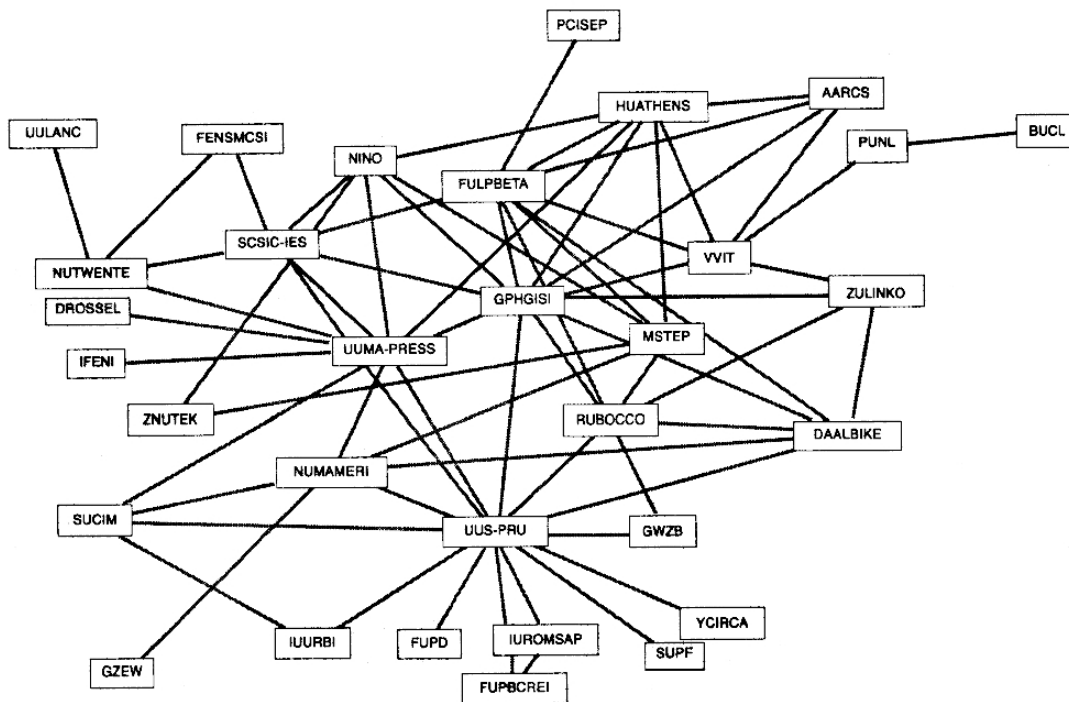 PCISEP
HUATHENS
AARCS
UULANC
FENSMCSI
BUCL
PUNL
NINO
FULPBETA
SCSIC-IES
VVIT
NUTWENTE
ZULINKO
GPHGISI
DROSSEL
MSTEP
UUMA-PRESS
IFENI
ZNUTEK
RUBOCCO
DAALBIKE
NUMAMERI
SUCIM
UUS-PRU
GWZB
YCIRCA
IUURBI
FUPD
IUROMSAP
SUPF
GZEW
FUPBCREI